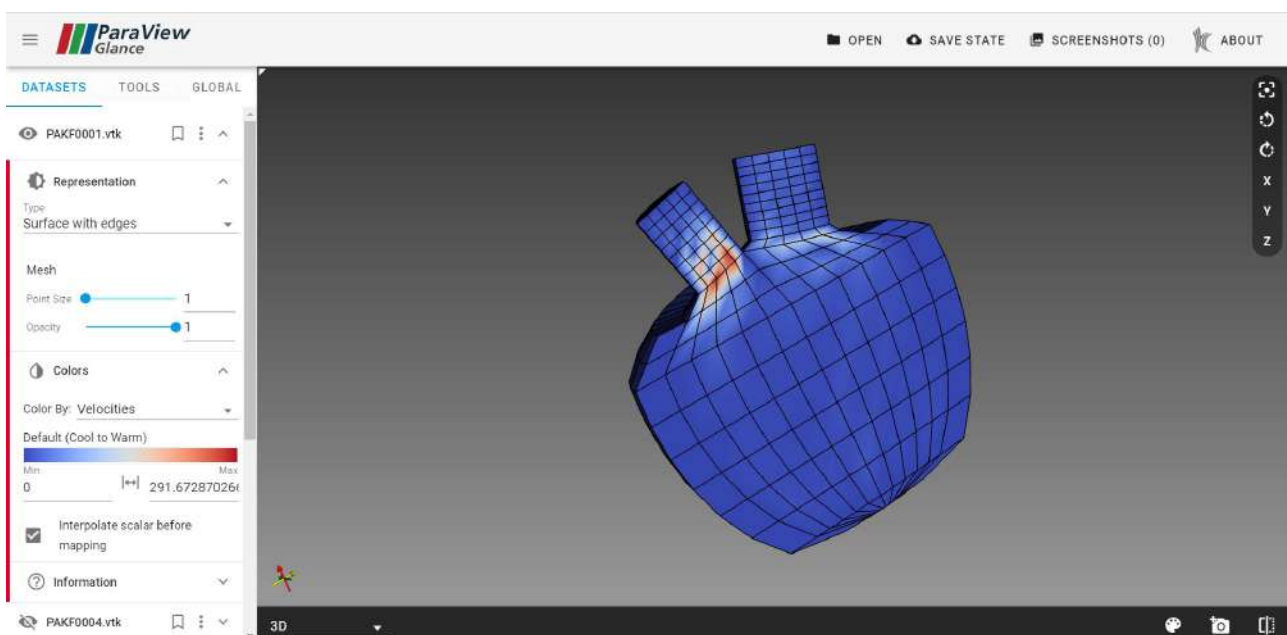 ParaView
Glance
OPEN
SAVE STATE
SCREENSHOTS (0)
ABOUT
DATASETS TOOLS GLOBAL
PAKF0001.vtk
Representation
Type
Surface with edges
Mesh
Point Size 1
Opacity 1
Colors
Color By: Velocities
Default (Cool to Warm)
Min Max
0 291.672870266
Interpolate scalar before
mapping
Information
PAKF0004.vtk
X
Y
Z
3D